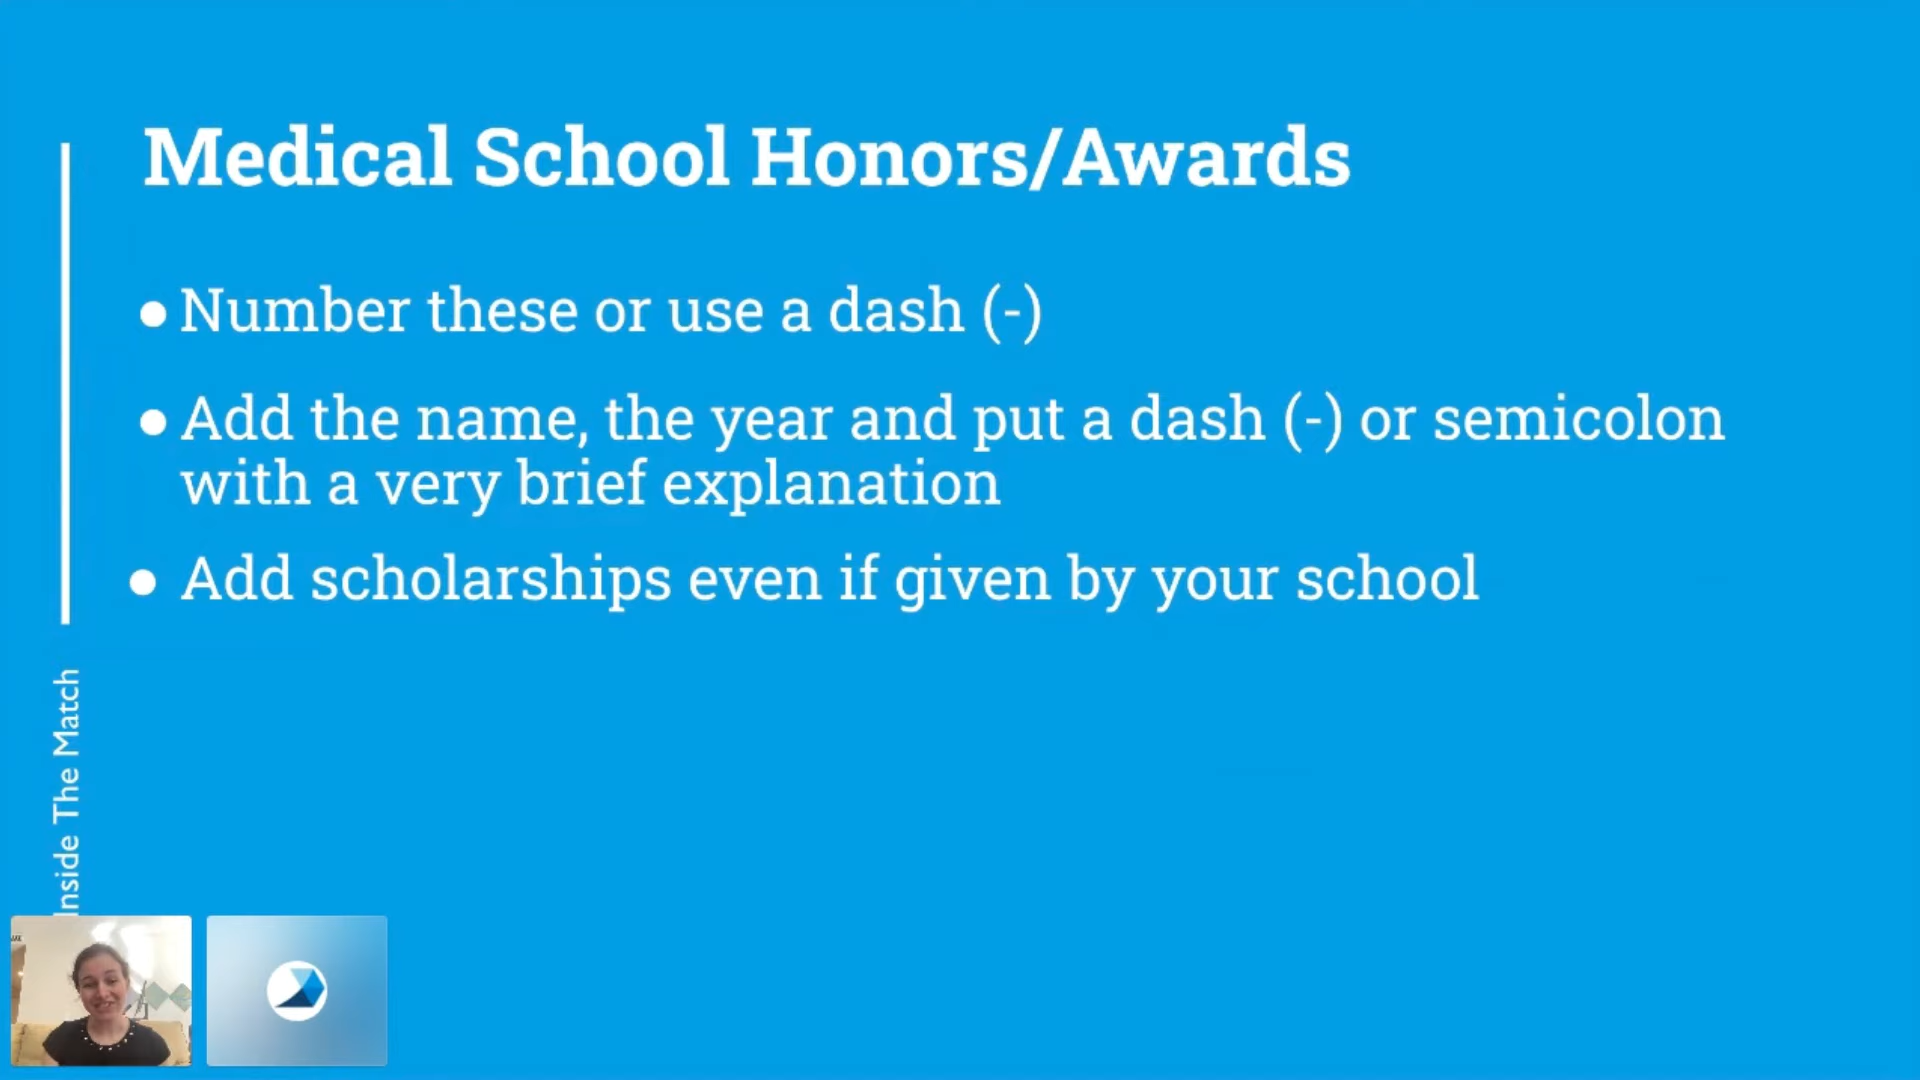 Medical School Honors/Awards
● Number these or use a dash (-)
● Add the name, the year and put a dash (-) or semicolon
with a very brief explanation
● Add scholarships even if given by your school
Inside The Match